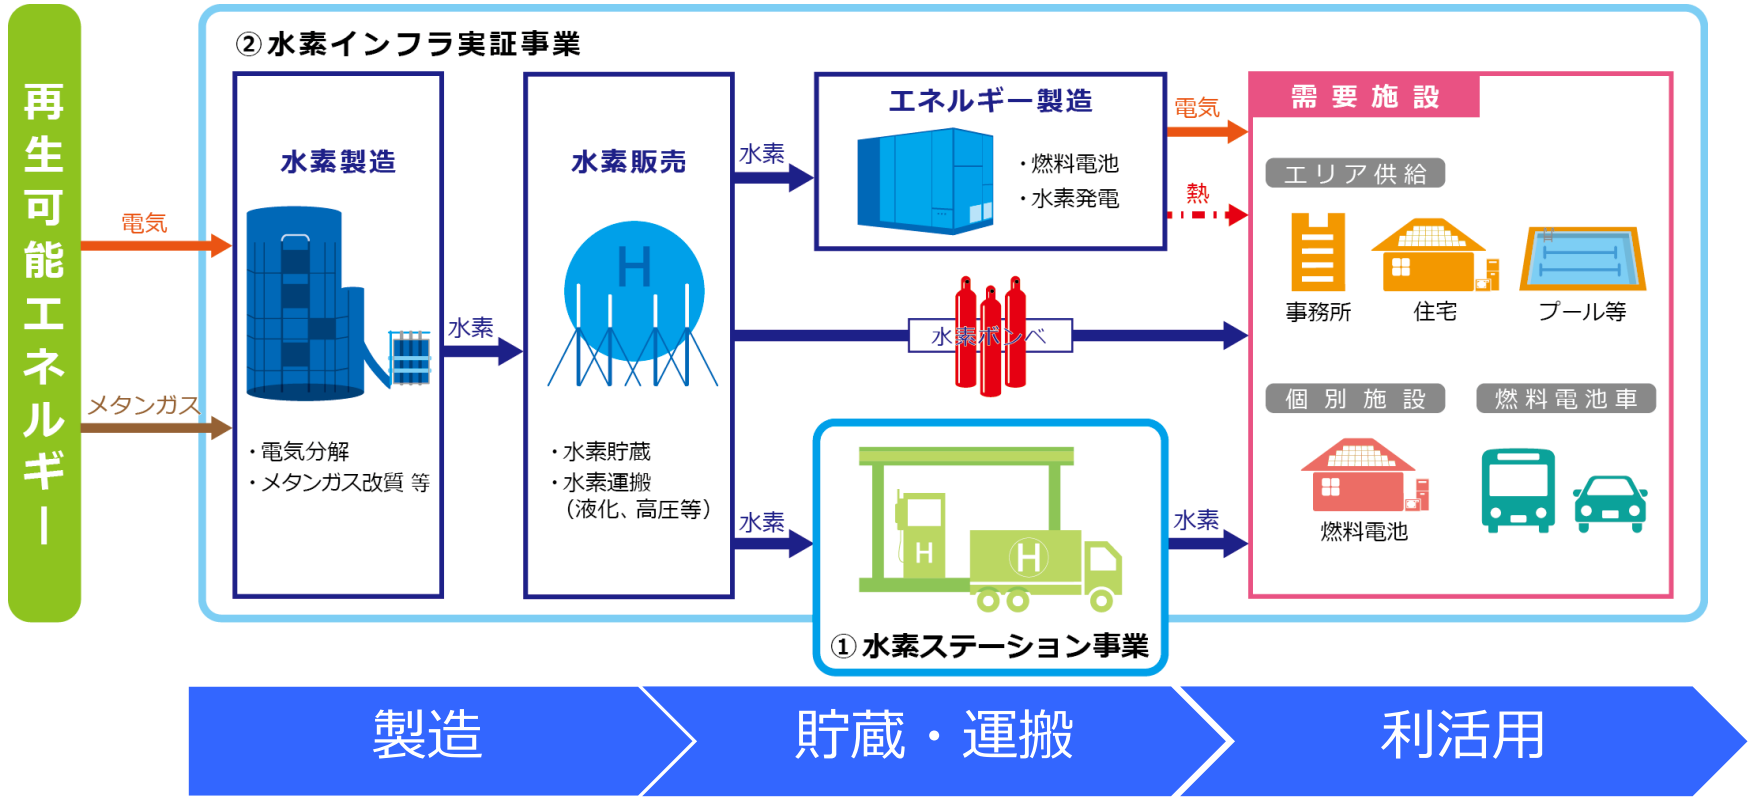 再生可能エネルギー
②水素インフラ実証事業
電気
メタンガス
水素製造
・電気分解
・メタンガス改質 等
水素
水素販売
H
・水素貯蔵
・水素運搬
（液化、高圧等）
水素
エネルギー製造
・燃料電池
・水素発電
電気
熱
水素ボンベ
水素
H
H
①水素ステーション事業
水素
需要施設
エリア供給
事務所
住宅
プール等
個別施設
燃料電池
燃料電池車
製造
貯蔵・運搬
利活用